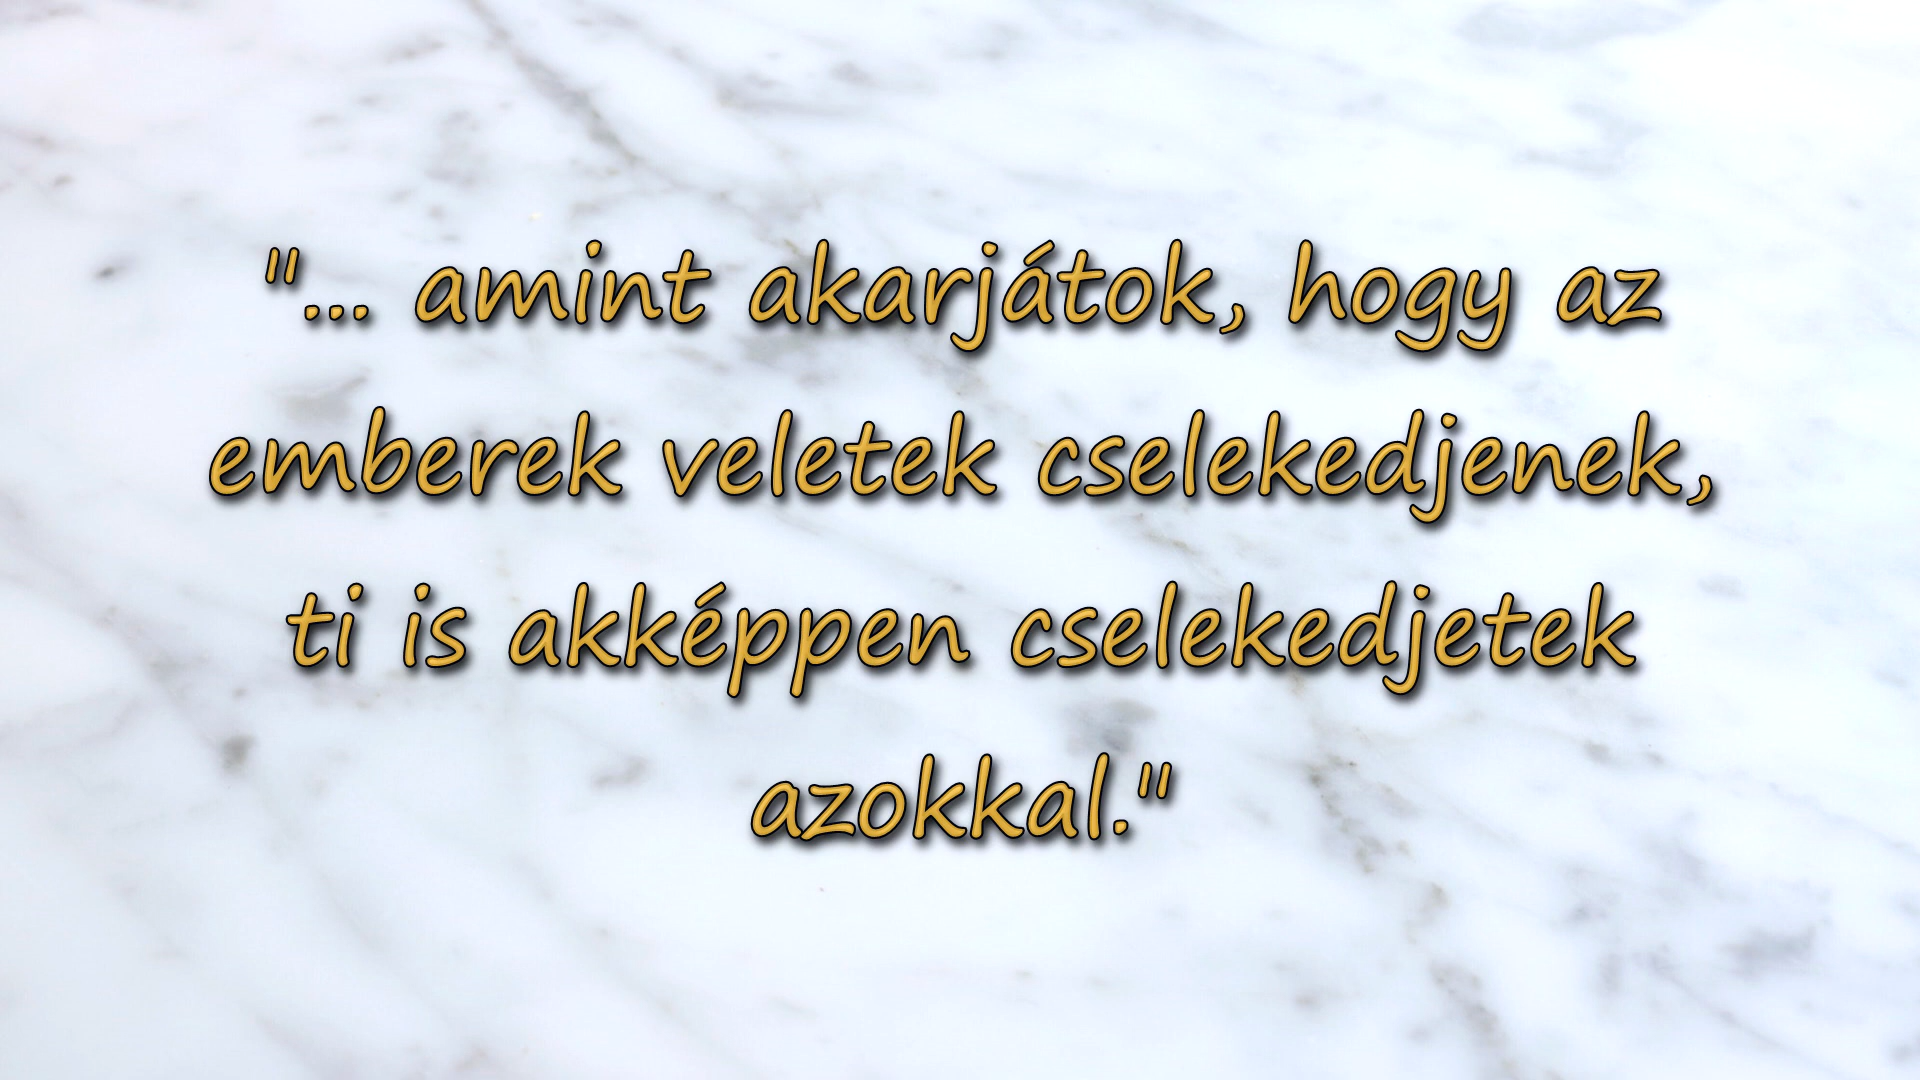 "... amint akarjátok, hogy az
emberek veletek cselekedjenek,
ti is akképpen cselekedjetek
azokkal."